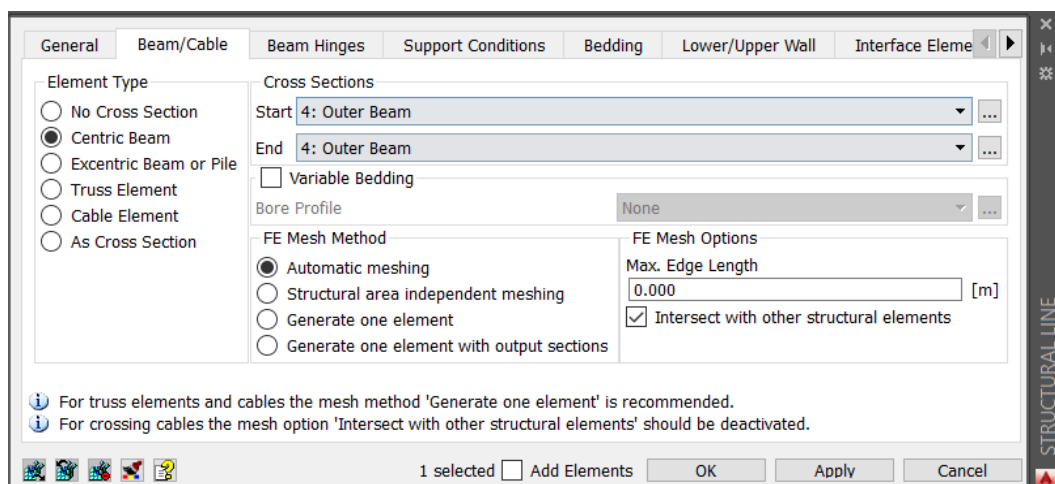 General Beam/Cable Beam Hinges Support Conditions Bedding Lower/Upper Wall Interface Eleme
Element Type
No Cross Section
Centric Beam
Excentric Beam or Pile
Truss Element
Cable Element
As Cross Section
Cross Sections
Start 4: Outer Beam ...
End 4: Outer Beam ...
Variable Bedding
Bore Profile None ...
FE Mesh Method
Automatic meshing
Structural area independent meshing
Generate one element
Generate one element with output sections
FE Mesh Options
Max. Edge Length
0.000 [m]
Intersect with other structural elements
For truss elements and cables the mesh method 'Generate one element' is recommended.
For crossing cables the mesh option 'Intersect with other structural elements' should be deactivated.
1 selected Add Elements OK Apply Cancel
STRUCTURAL LINE